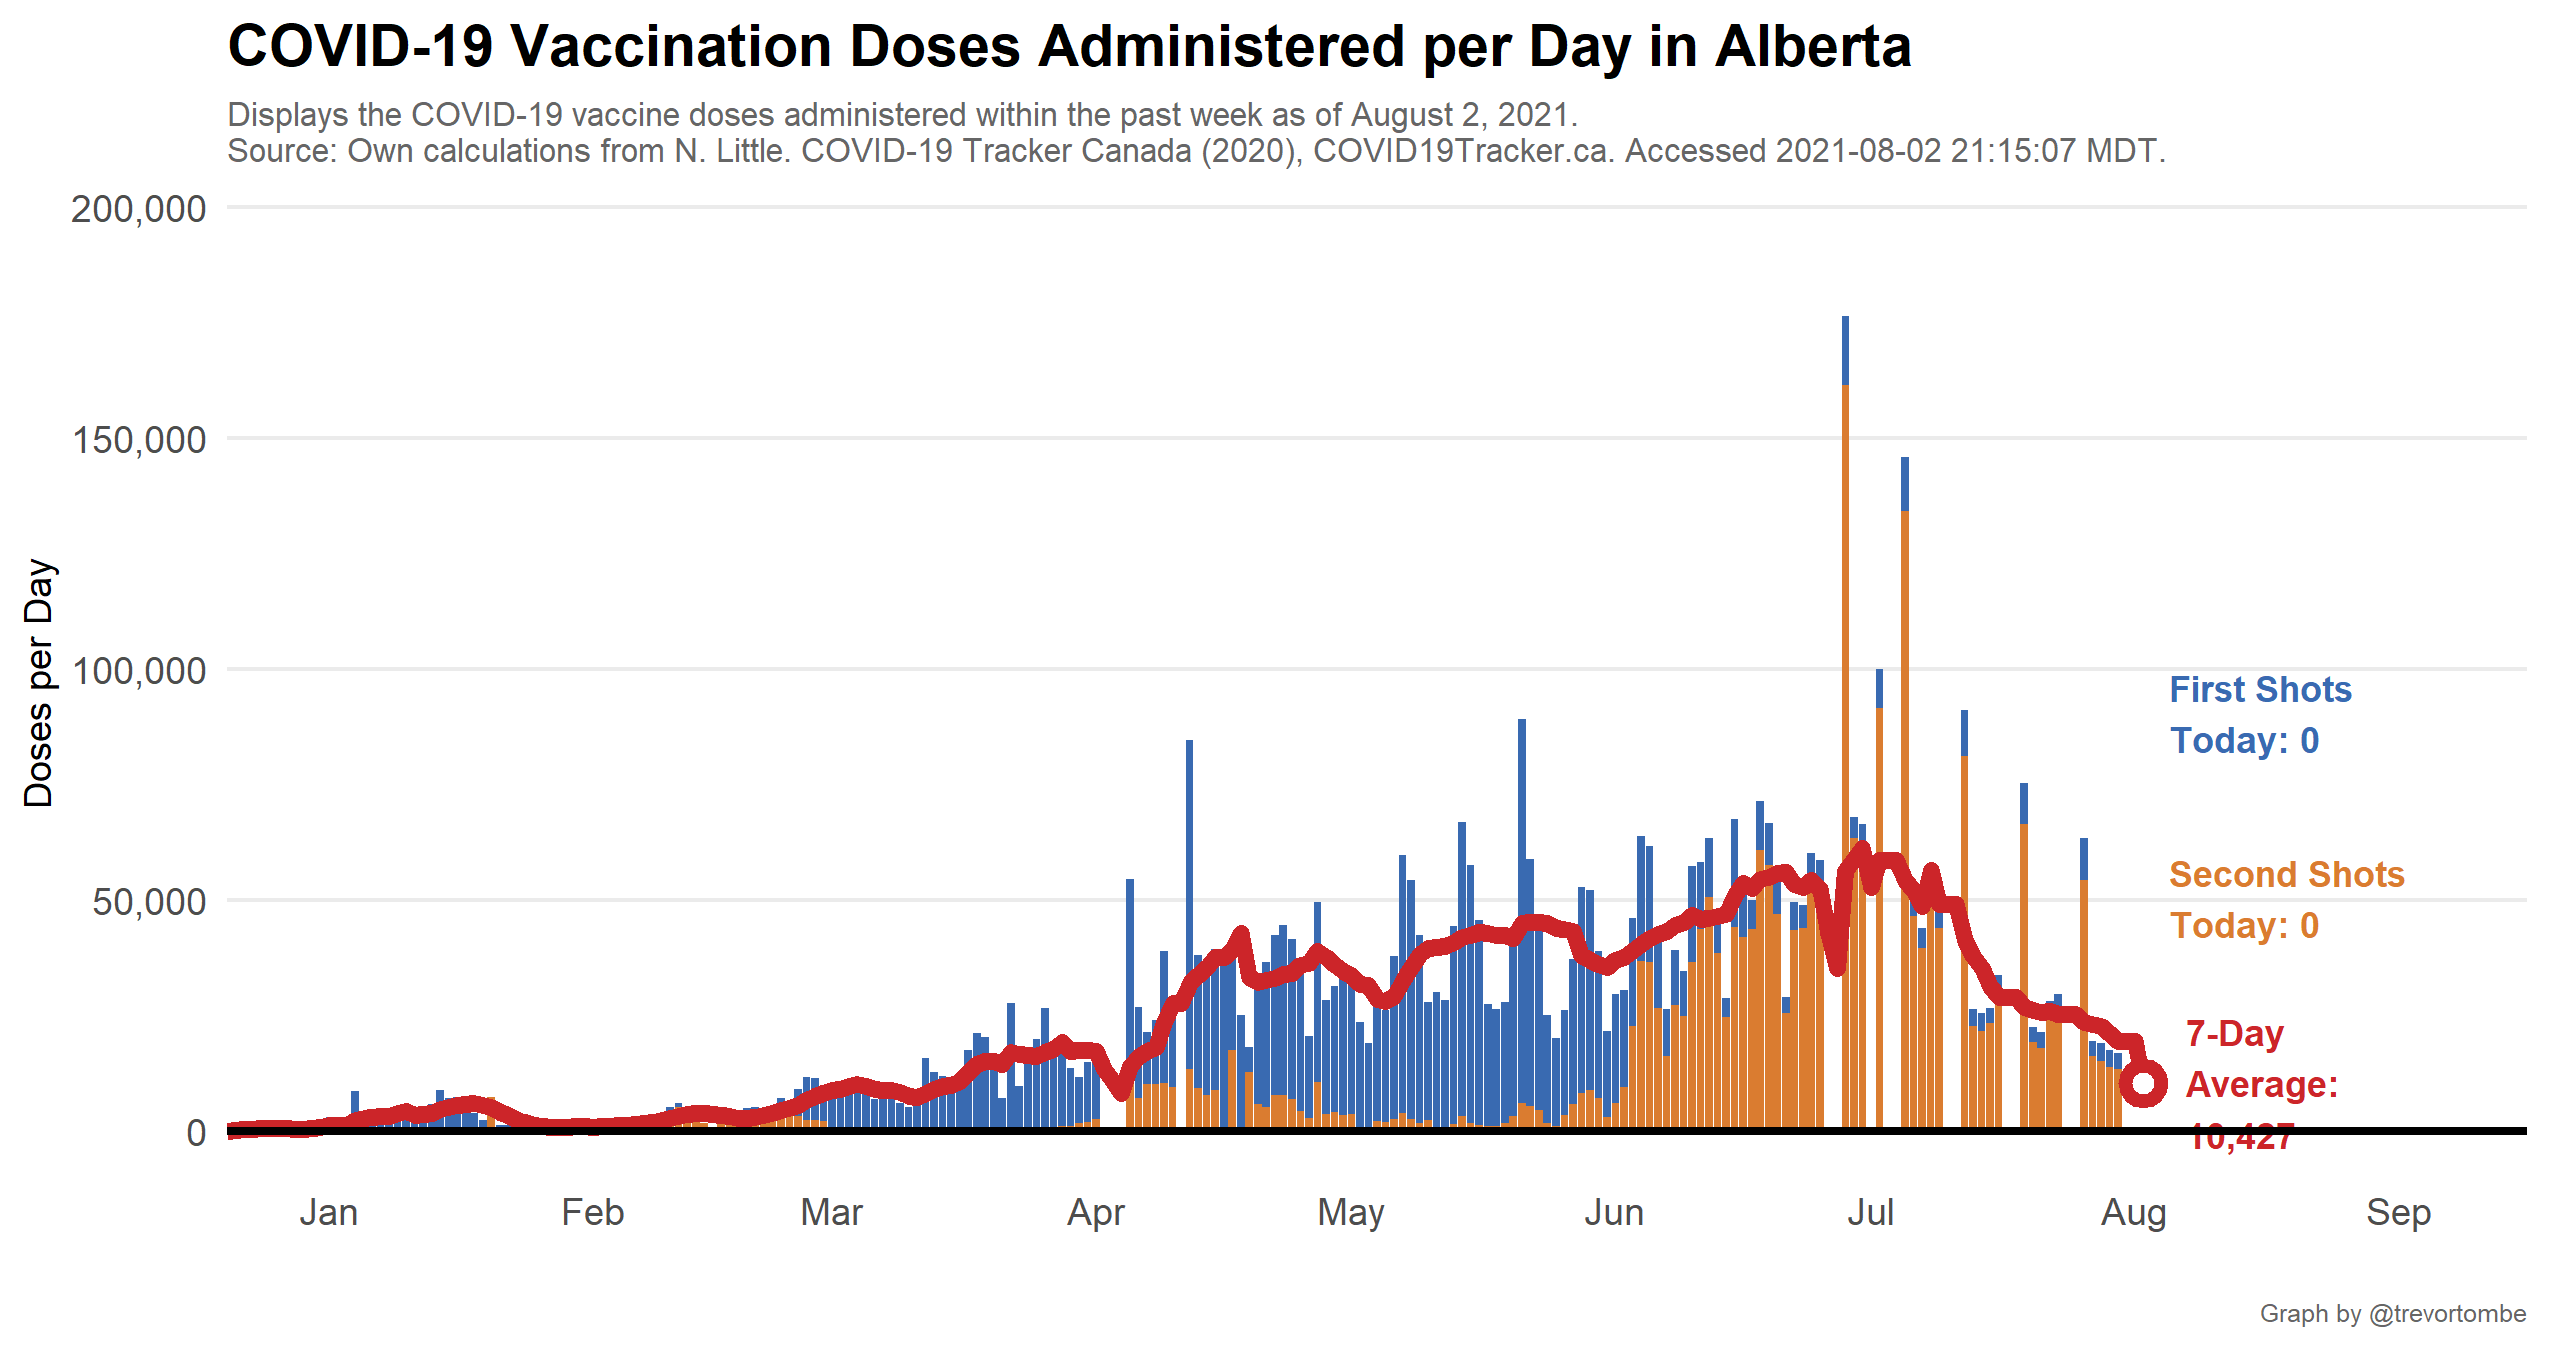 COVID-19 Vaccination Doses Administered per Day in Alberta
Displays the COVID-19 vaccine doses administered within the past week as of August 2, 2021.
Source: Own calculations from N. Little. COVID-19 Tracker Canada (2020), COVID19Tracker.ca. Accessed 2021-08-02 21:15:07 MDT.
200,000
150,000
100,000
50,000
0
Doses per Day
First Shots
Today: 0
Second Shots
Today: 0
7-Day
Average:
10,427
Jan Feb Mar Apr May Jun Jul Aug Sep
Graph by @trevortombe